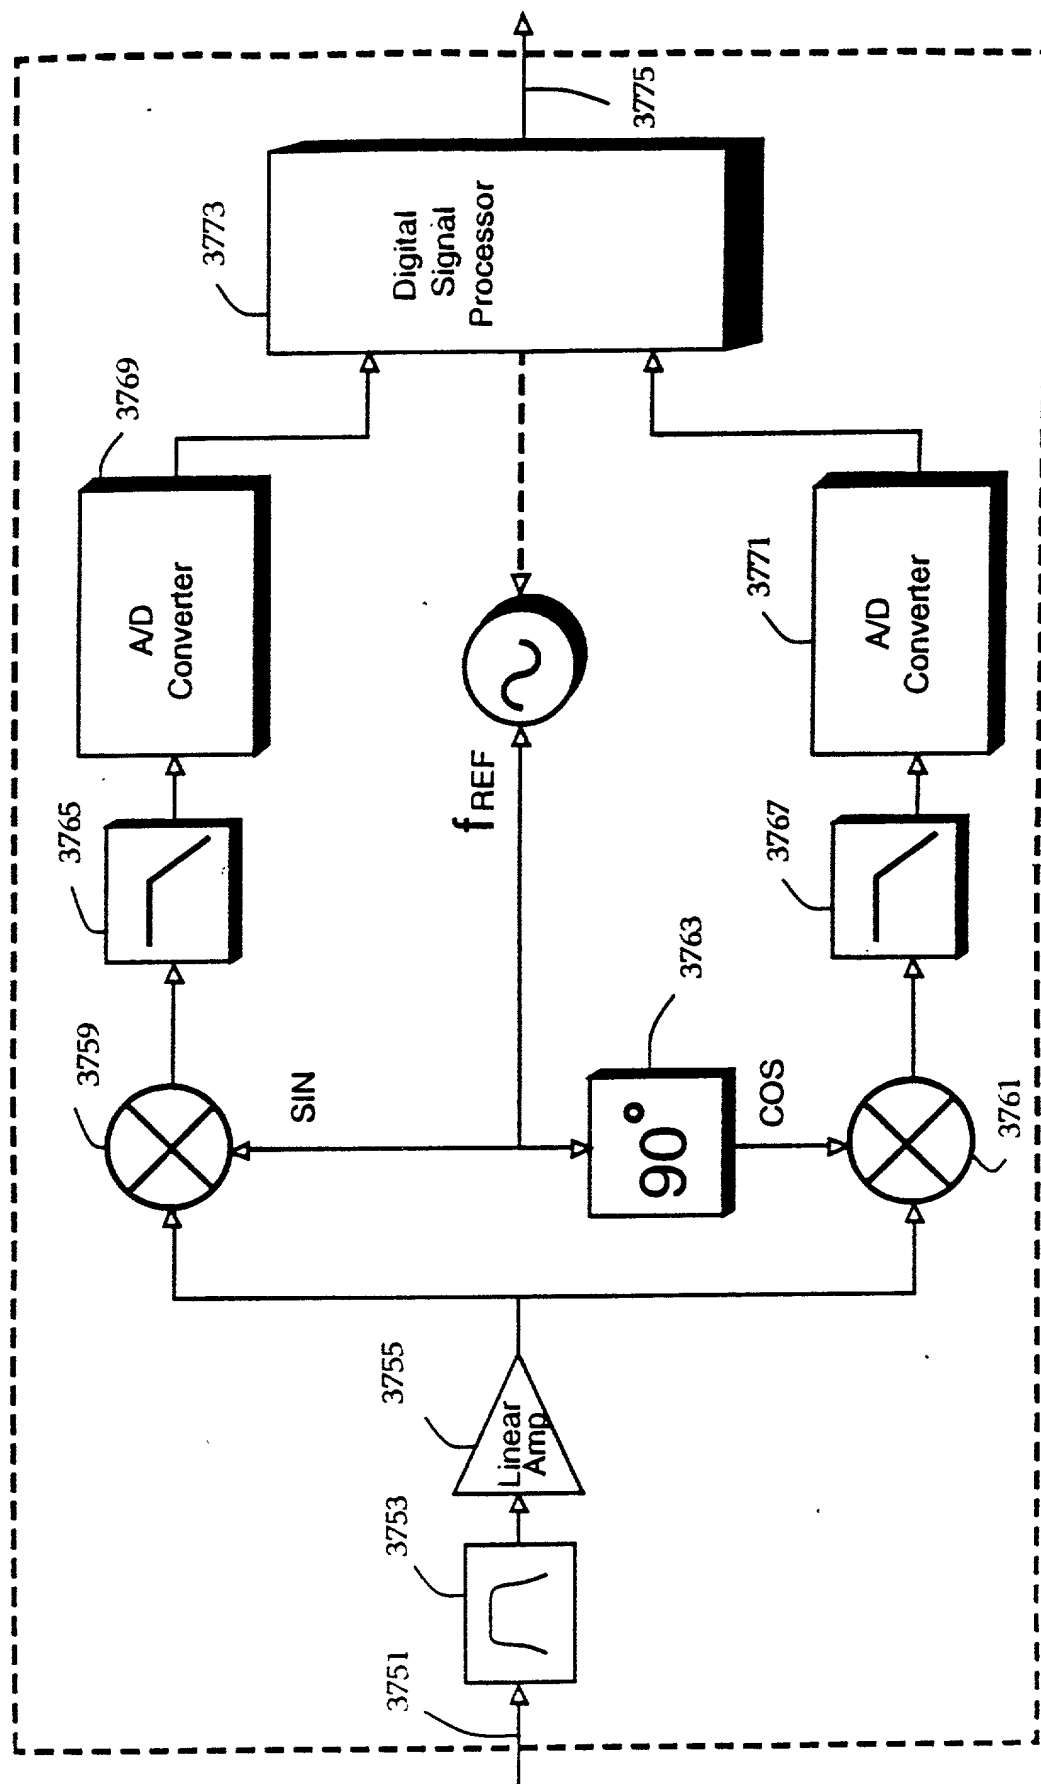 3751
3753
Linear
Amp
3755
3759
SIN
90°
3763
COS
3761
3765
fREF
3767
A/D
Converter
3769
A/D
Converter
3771
Digital
Signal
Processor
3773
3775